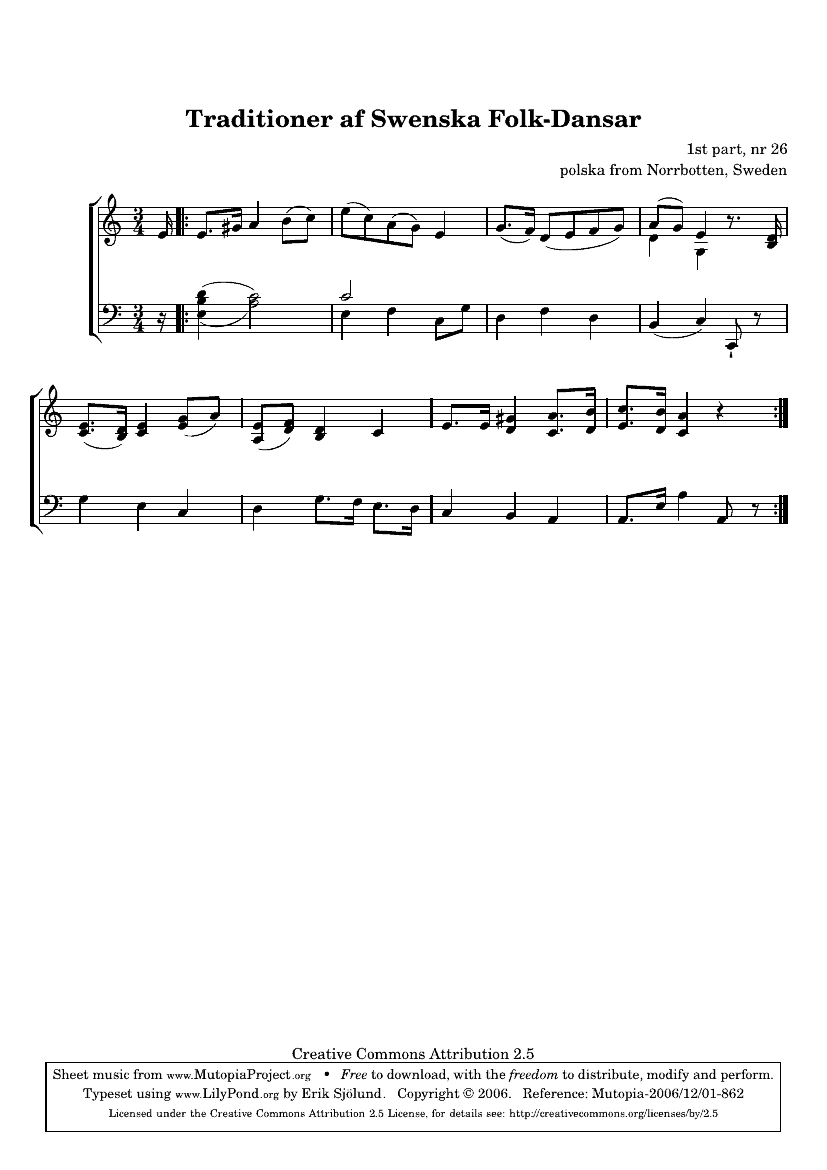 Traditioner af Swenska Folk-Dansar
1st part, nr 26
polska from Norrbotten, Sweden
Creative Commons Attribution 2.5
Sheet music from www.MutopiaProject.org • Free to download, with the freedom to distribute, modify and perform.
Typeset using www.LilyPond.org by Erik Sjölund. Copyright © 2006. Reference: Mutopia-2006/12/01-862
Licensed under the Creative Commons Attribution 2.5 License, for details see: http://creativecommons.org/licenses/by/2.5